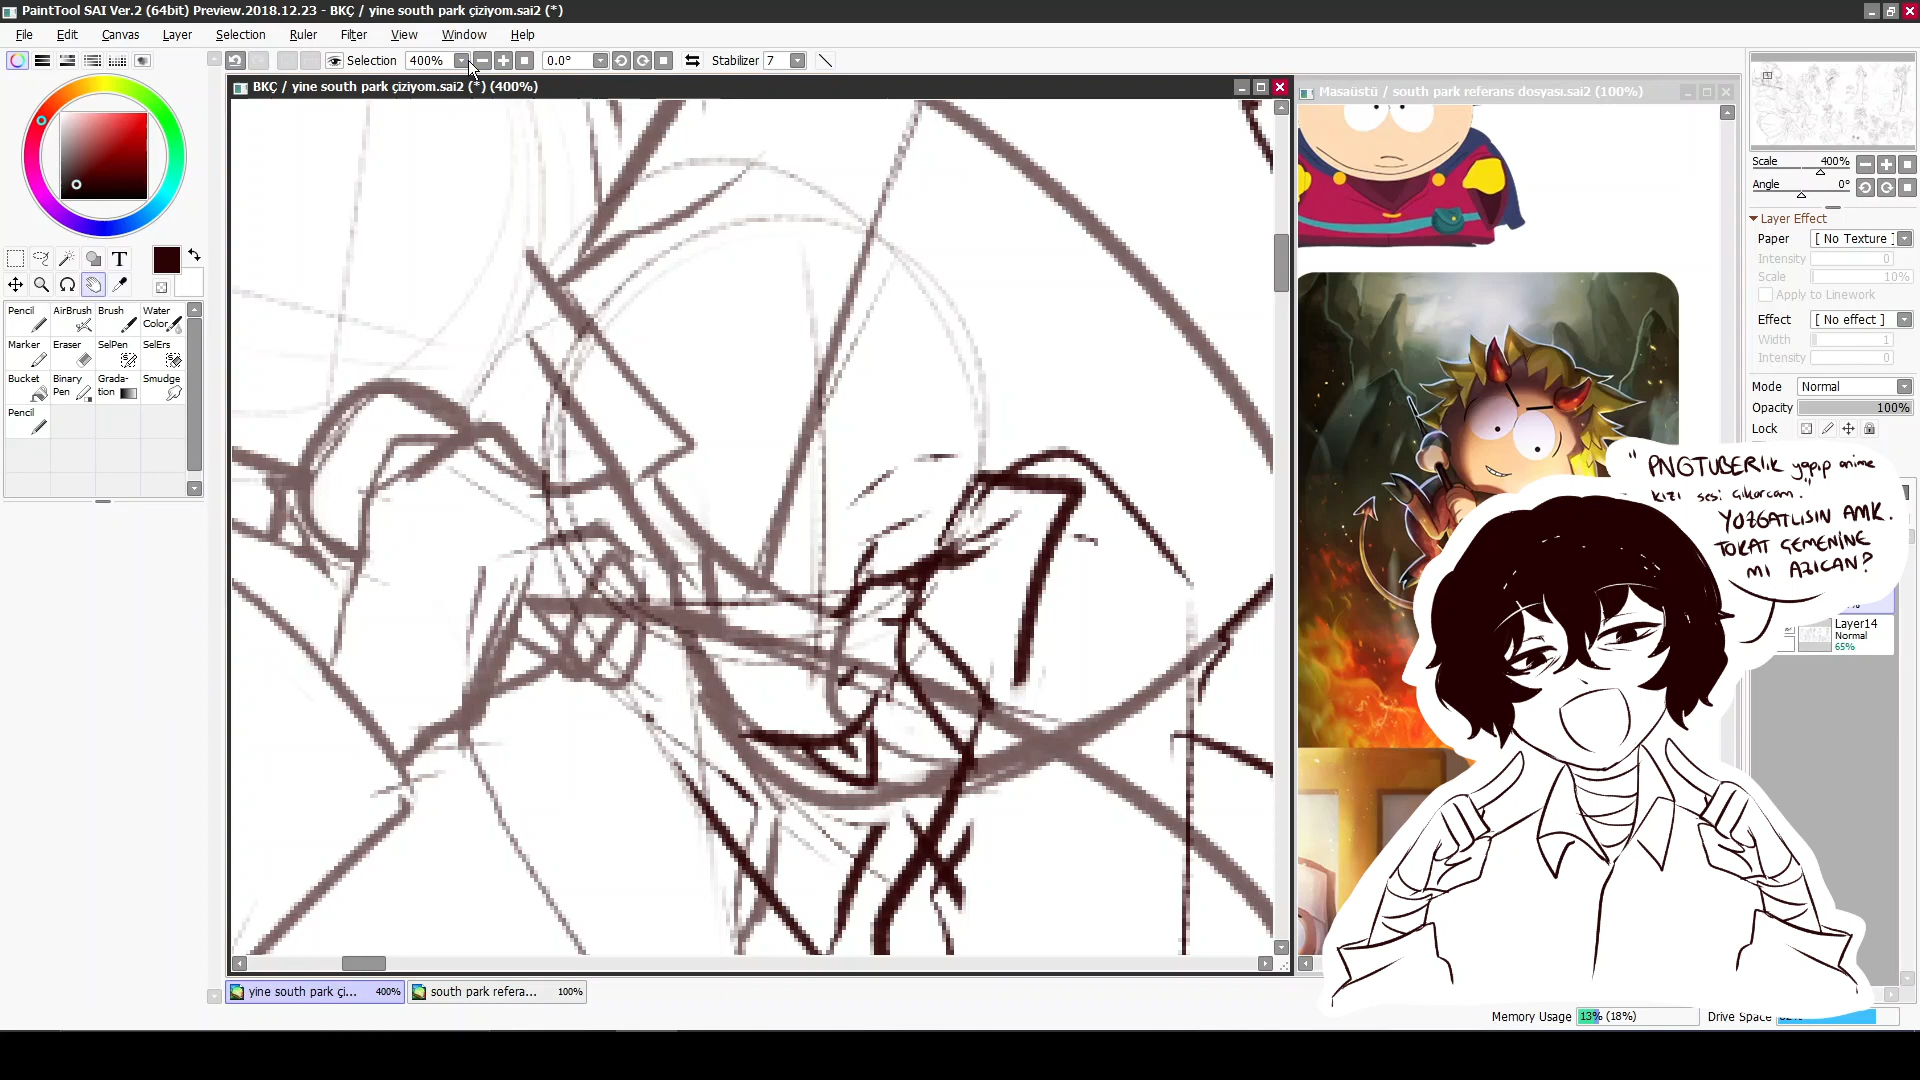 PaintTool SAI Ver.2 (64bit) Preview.2018.12.23 - BKÇ / yine south park çiziyom.sai2 (*)
File Edit Canvas Layer Selection Ruler Filter View Window Help
Selection 400% 0.0° Stabilizer 7
BKÇ / yine south park çiziyom.sai2 (*) (400%)
Masaüstü / south park referans dosyası.sai2 (100%)
Scale 400%
Angle 0°
Layer Effect
Paper [ No Texture ]
Intensity 0
Scale 10%
Apply to Linework
Effect [ No effect ]
Width 1
Intensity
Mode Normal
Opacity 100%
Lock
T
Pencil AirBrush Brush Water Color
Marker Eraser SelPen SelErs
Bucket Binary Pen Grada-tion Smudge
Pencil
"PNGTUBERlık yapıp anime
kızı sesi çıkarcam."
YOZGATLISIN AMK.
TOKAT GEMENİNE
Mİ AZICAN?
Layer14
Normal
65%
yine south park çi... 400% south park refera... 100%
Memory Usage 13% (18%) Drive Space